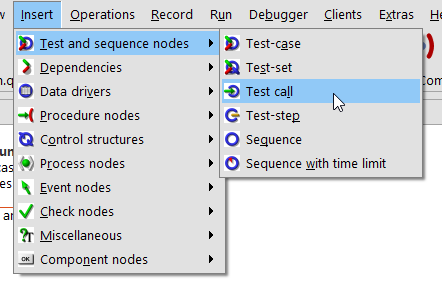 Insert Operations Record Run Debugger Clients Extras H
Test and sequence nodes
Dependencies
Data drivers
Procedure nodes
Control structures
Process nodes
Event nodes
Check nodes
Miscellaneous
Component nodes
Test-case
Test-set
Test call
Test-step
Sequence
Sequence with time limit